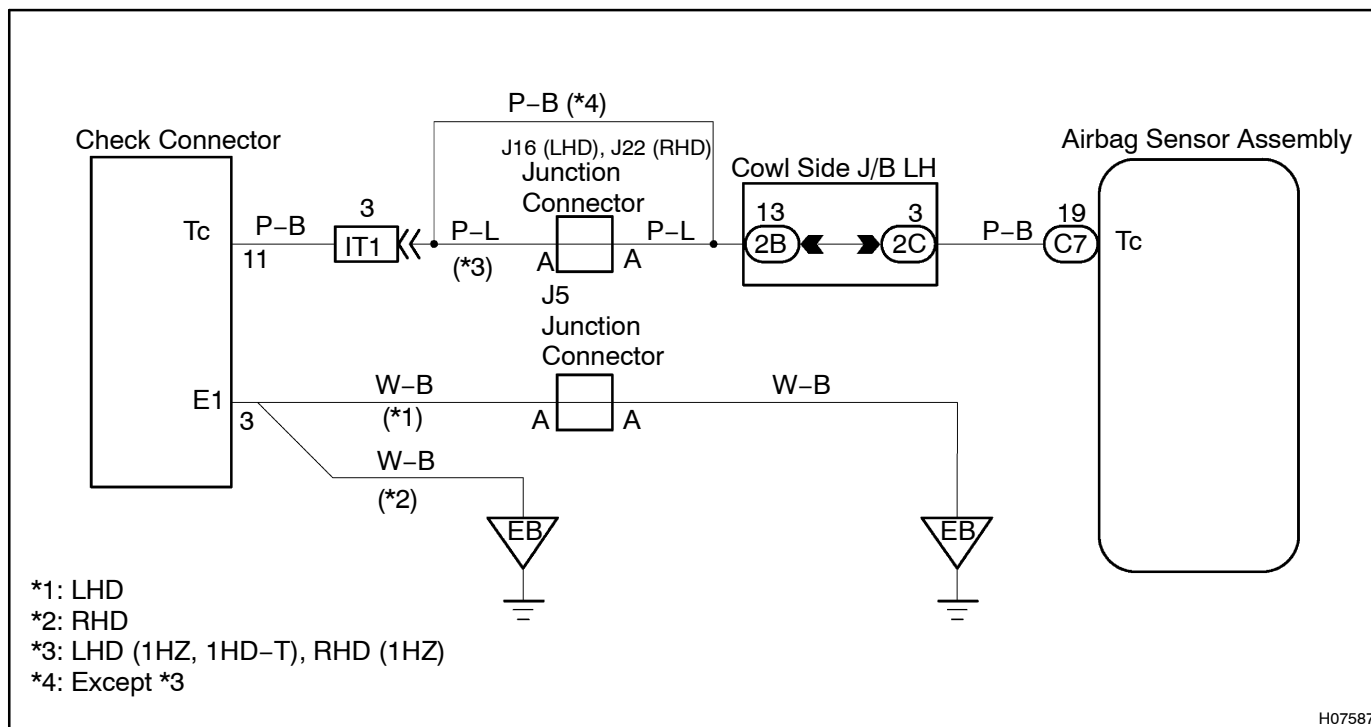 P−B (*4)
Check Connector
J16 (LHD), J22 (RHD)
Junction
Connector
Cowl Side J/B LH
Airbag Sensor Assembly
Tc
11
P−B
3
IT1
P−L
(*3)
A
A
P−L
13
2B
3
2C
P−B
19
C7
Tc
J5
Junction
Connector
E1
3
W−B
(*1)
A
A
W−B
W−B
(*2)
EB
EB
*1: LHD
*2: RHD
*3: LHD (1HZ, 1HD−T), RHD (1HZ)
*4: Except *3
H07587